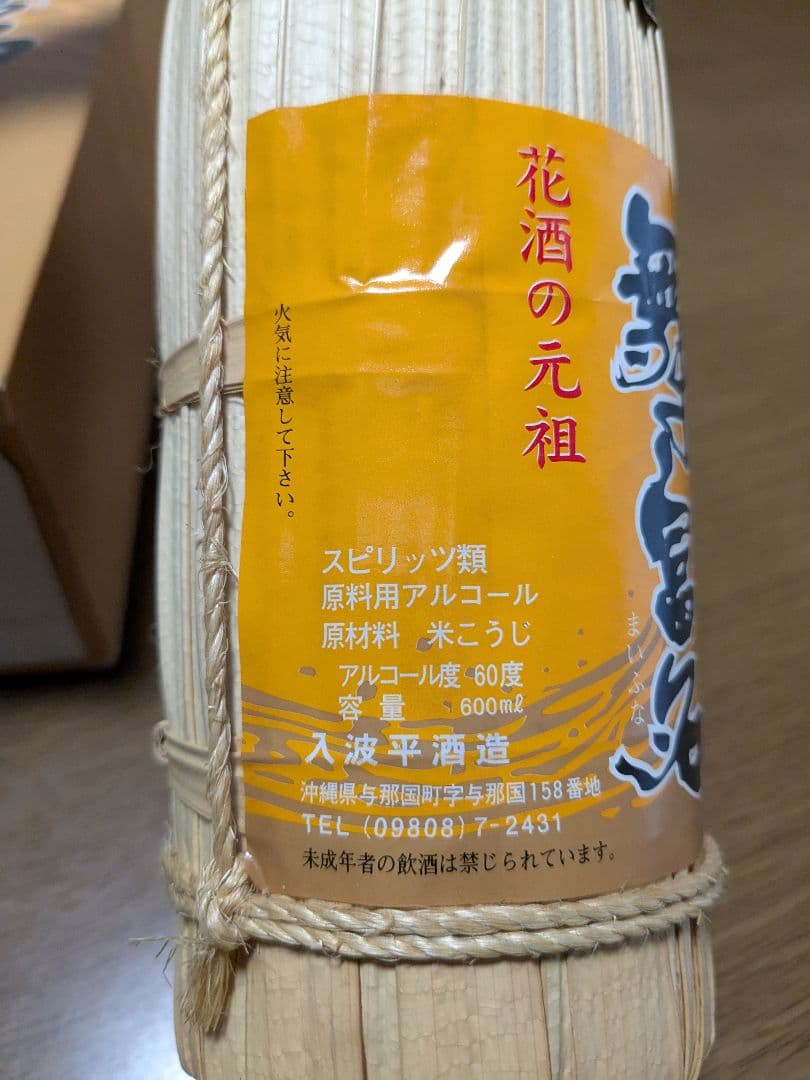 花酒の元祖
まいふな
火気に注意して下さい。
スピリッツ類
原料用アルコール
原材料 米こうじ
アルコール度 60度
容量 600mℓ
入波平酒造
沖縄県与那国町字与那国158番地
TEL (09808)7-2431
未成年者の飲酒は禁じられています。